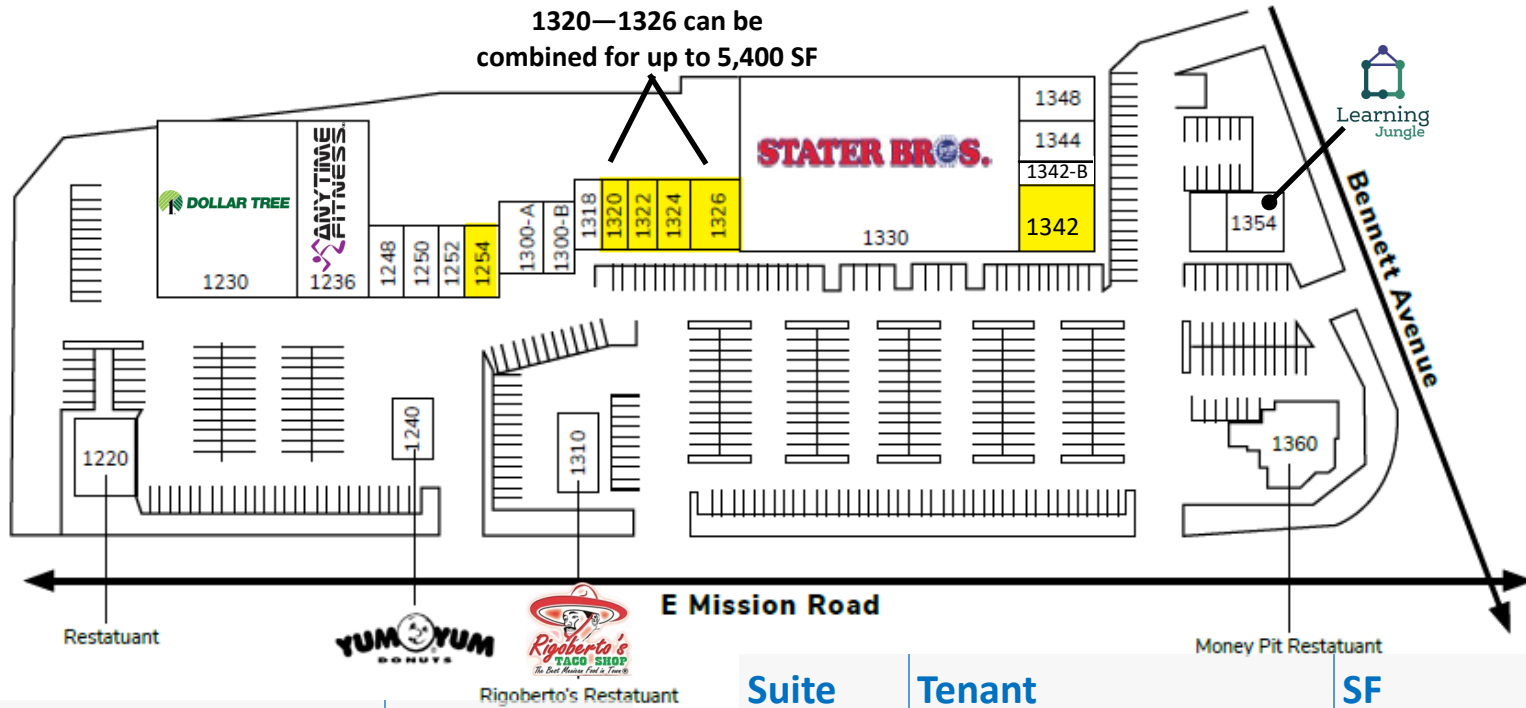 1320—1326 can be
combined for up to 5,400 SF
Learning
Jungle
1348
1344
1342-B
1342
STATER BROS.
1330
DOLLAR TREE
1230
ANYTIME
FITNESS.
1236
1248
1250
1252
1254
1300-A
1300-B
1318
1320
1322
1324
1326
1354
Bennett Avenue
1220
1240
1310
1360
E Mission Road
Restatuant
YUM YUM
DONUTS
Rigoberto's
TACO SHOP
The Best Mexican Food in Town®
Rigoberto's Restatuant
Money Pit Restatuant
Suite Tenant SF